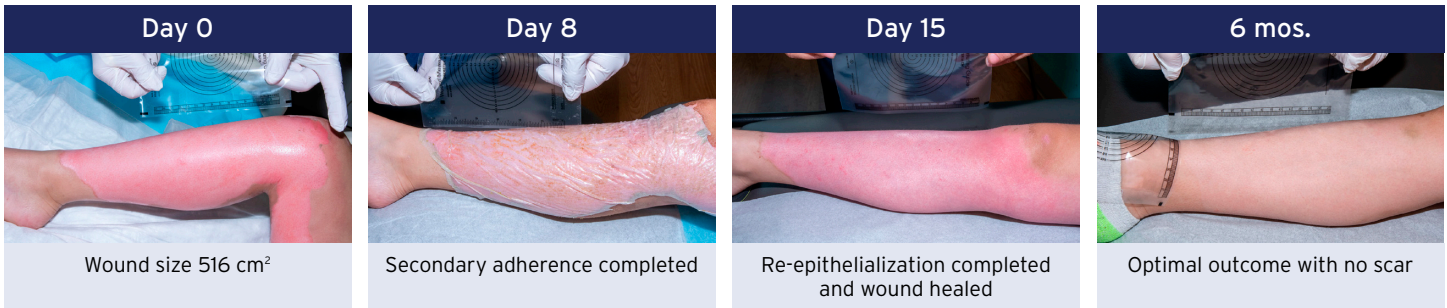 Day 0
Wound size 516 cm²
Day 8
Secondary adherence completed
Day 15
Re-epithelialization completed
and wound healed
6 mos.
Optimal outcome with no scar